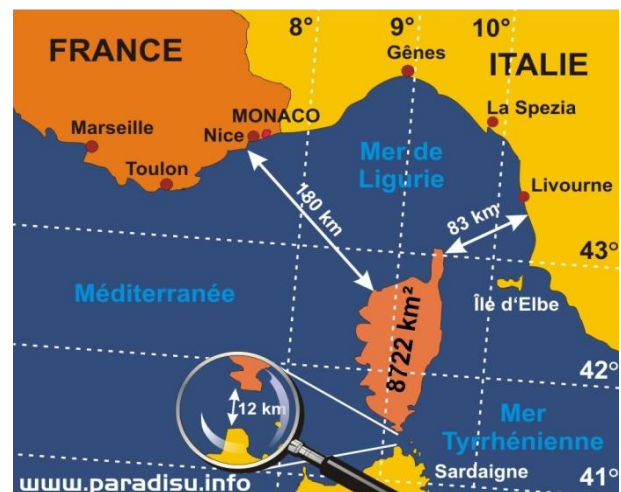 8°
9°
10°
FRANCE
Gênes
ITALIE
La Spezia
MONACO
Marseille
Nice
Mer de
Ligurie
Toulon
180 km
83 km
Livourne
43°
Méditerranée
Île d'Elbe
8722 km²
42°
12 km
Mer
Tyrrhénienne
Sardaigne
41°
www.paradisu.info